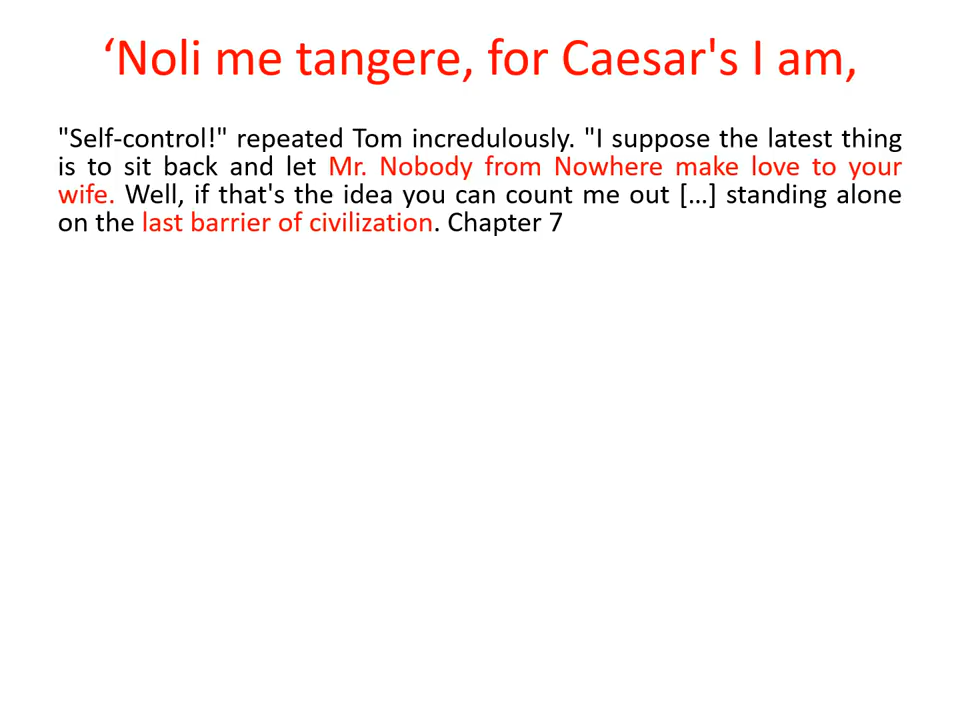 ‘Noli me tangere, for Caesar's I am,
"Self-control!" repeated Tom incredulously. "I suppose the latest thing
is to sit back and let Mr. Nobody from Nowhere make love to your
wife. Well, if that's the idea you can count me out […] standing alone
on the last barrier of civilization. Chapter 7